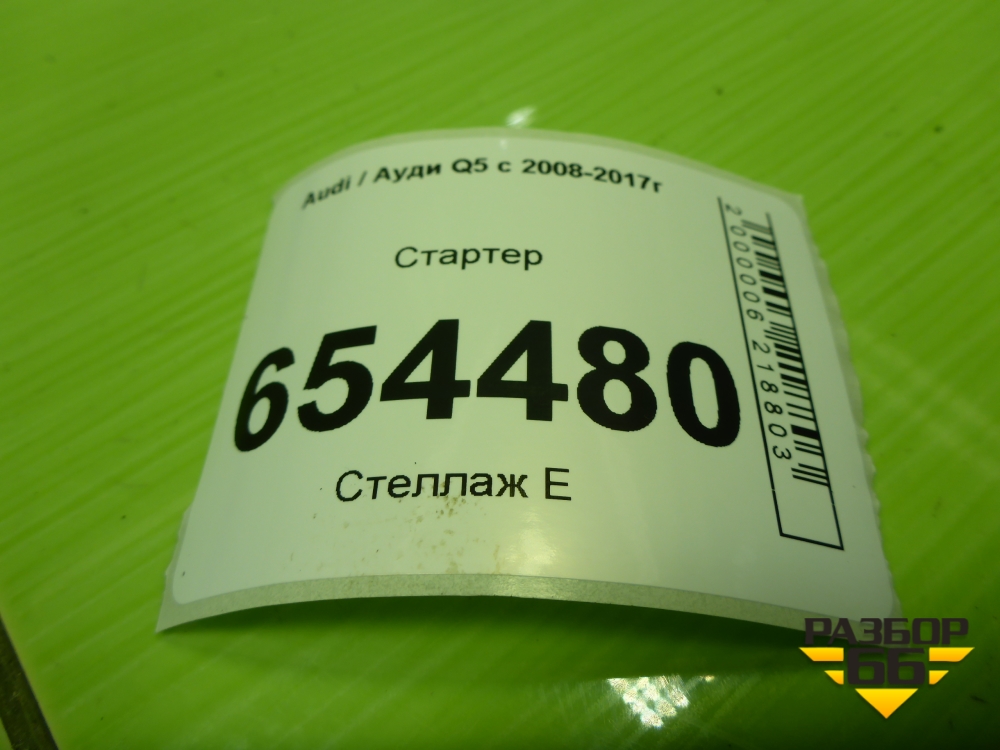 Audi / Ауди Q5 с 2008-2017г
Стартер
654480
Стеллаж Е
2000006218803
РАЗБОР
66